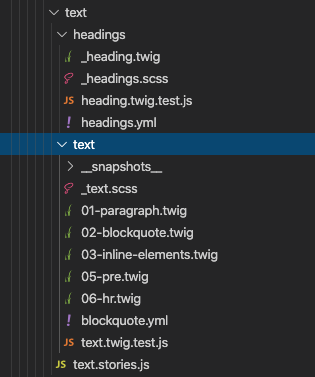 text
headings
_heading.twig
_headings.scss
JS heading.twig.test.js
! headings.yml
text
__snapshots__
_text.scss
01-paragraph.twig
02-blockquote.twig
03-inline-elements.twig
05-pre.twig
06-hr.twig
! blockquote.yml
JS text.twig.test.js
JS text.stories.js